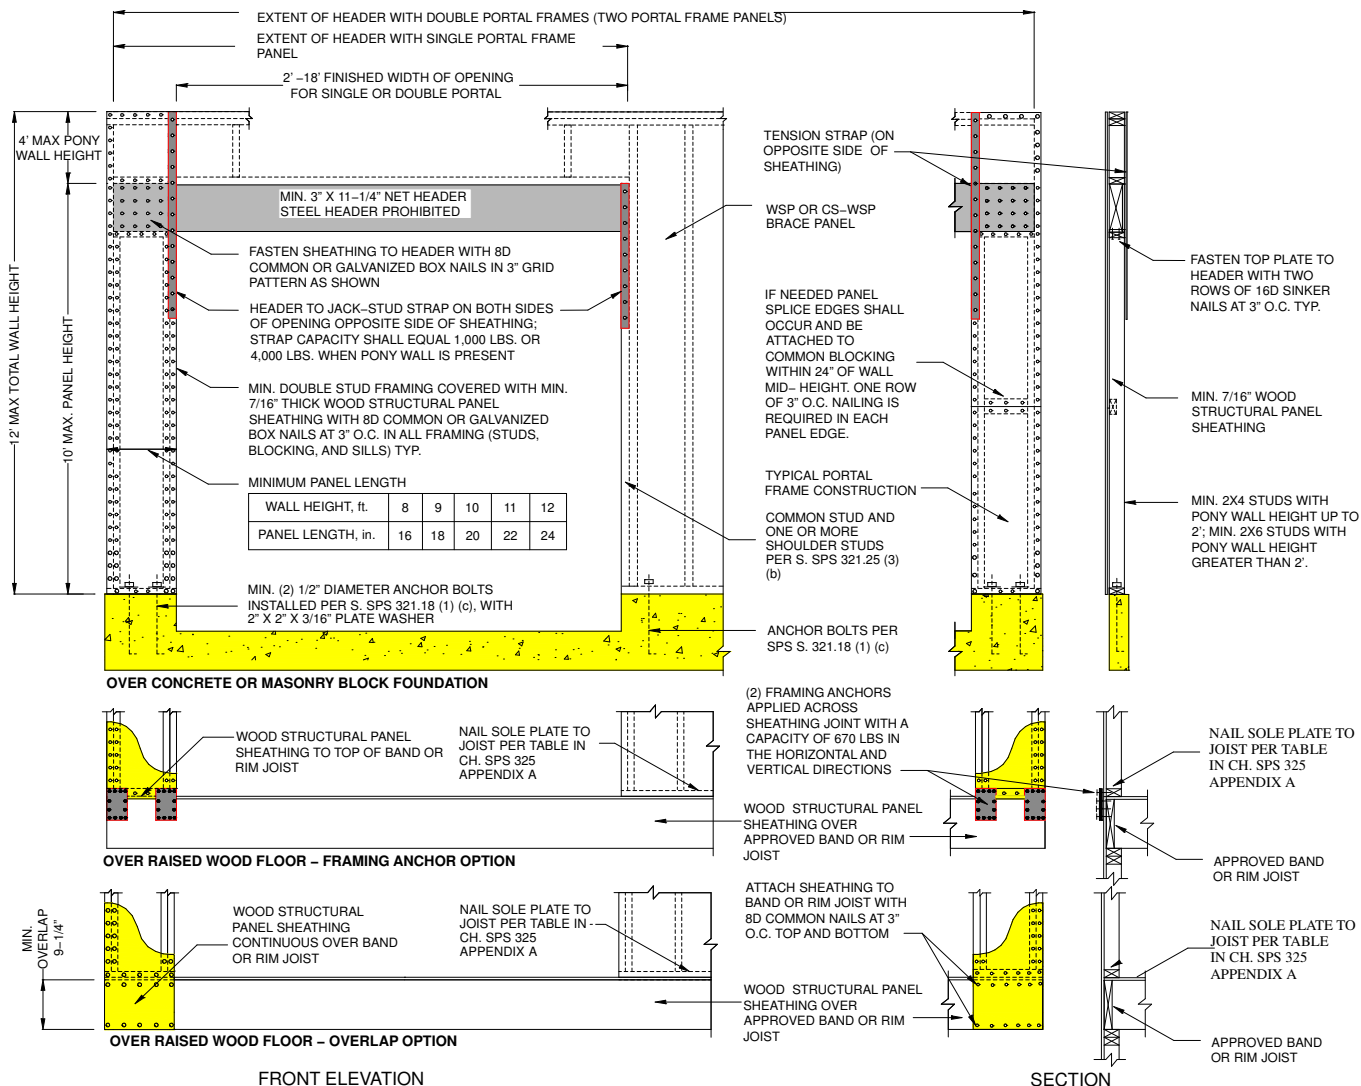 EXTENT OF HEADER WITH DOUBLE PORTAL FRAMES (TWO PORTAL FRAME PANELS)
EXTENT OF HEADER WITH SINGLE PORTAL FRAME
PANEL
2' –18' FINISHED WIDTH OF OPENING
FOR SINGLE OR DOUBLE PORTAL
4' MAX PONY
WALL HEIGHT
12' MAX TOTAL WALL HEIGHT
10' MAX. PANEL HEIGHT
MIN. 3" X 11–1/4" NET HEADER
STEEL HEADER PROHIBITED
FASTEN SHEATHING TO HEADER WITH 8D
COMMON OR GALVANIZED BOX NAILS IN 3" GRID
PATTERN AS SHOWN
HEADER TO JACK–STUD STRAP ON BOTH SIDES
OF OPENING OPPOSITE SIDE OF SHEATHING;
STRAP CAPACITY SHALL EQUAL 1,000 LBS. OR
4,000 LBS. WHEN PONY WALL IS PRESENT
MIN. DOUBLE STUD FRAMING COVERED WITH MIN.
7/16" THICK WOOD STRUCTURAL PANEL
SHEATHING WITH 8D COMMON OR GALVANIZED
BOX NAILS AT 3" O.C. IN ALL FRAMING (STUDS,
BLOCKING, AND SILLS) TYP.
MINIMUM PANEL LENGTH
WALL HEIGHT, ft. 8 9 10 11 12
PANEL LENGTH, in. 16 18 20 22 24
MIN. (2) 1/2" DIAMETER ANCHOR BOLTS
INSTALLED PER S. SPS 321.18 (1) (c), WITH
2" X 2" X 3/16" PLATE WASHER
TENSION STRAP (ON
OPPOSITE SIDE OF
SHEATHING)
WSP OR CS–WSP
BRACE PANEL
IF NEEDED PANEL
SPLICE EDGES SHALL
OCCUR AND BE
ATTACHED TO
COMMON BLOCKING
WITHIN 24" OF WALL
MID– HEIGHT. ONE ROW
OF 3" O.C. NAILING IS
REQUIRED IN EACH
PANEL EDGE.
TYPICAL PORTAL
FRAME CONSTRUCTION
COMMON STUD AND
ONE OR MORE
SHOULDER STUDS
PER S. SPS 321.25 (3)
(b)
ANCHOR BOLTS PER
SPS S. 321.18 (1) (c)
FASTEN TOP PLATE TO
HEADER WITH TWO
ROWS OF 16D SINKER
NAILS AT 3" O.C. TYP.
MIN. 7/16" WOOD
STRUCTURAL PANEL
SHEATHING
MIN. 2X4 STUDS WITH
PONY WALL HEIGHT UP TO
2'; MIN. 2X6 STUDS WITH
PONY WALL HEIGHT
GREATER THAN 2'.
OVER CONCRETE OR MASONRY BLOCK FOUNDATION
WOOD STRUCTURAL PANEL
SHEATHING TO TOP OF BAND OR
RIM JOIST
NAIL SOLE PLATE TO
JOIST PER TABLE IN
CH. SPS 325
APPENDIX A
(2) FRAMING ANCHORS
APPLIED ACROSS
SHEATHING JOINT WITH A
CAPACITY OF 670 LBS IN
THE HORIZONTAL AND
VERTICAL DIRECTIONS
WOOD STRUCTURAL PANEL
SHEATHING OVER
APPROVED BAND OR RIM
JOIST
NAIL SOLE PLATE TO
JOIST PER TABLE
IN CH. SPS 325
APPENDIX A
APPROVED BAND
OR RIM JOIST
OVER RAISED WOOD FLOOR – FRAMING ANCHOR OPTION
MIN.
OVERLAP
9–1/4"
WOOD STRUCTURAL
PANEL SHEATHING
CONTINUOUS OVER BAND
OR RIM JOIST
NAIL SOLE PLATE TO
JOIST PER TABLE IN
CH. SPS 325
APPENDIX A
ATTACH SHEATHING TO
BAND OR RIM JOIST WITH
8D COMMON NAILS AT 3"
O.C. TOP AND BOTTOM
WOOD STRUCTURAL PANEL
SHEATHING OVER
APPROVED BAND OR RIM
JOIST
NAIL SOLE PLATE TO
JOIST PER TABLE
IN CH. SPS 325
APPENDIX A
APPROVED BAND
OR RIM JOIST
OVER RAISED WOOD FLOOR – OVERLAP OPTION
FRONT ELEVATION
SECTION